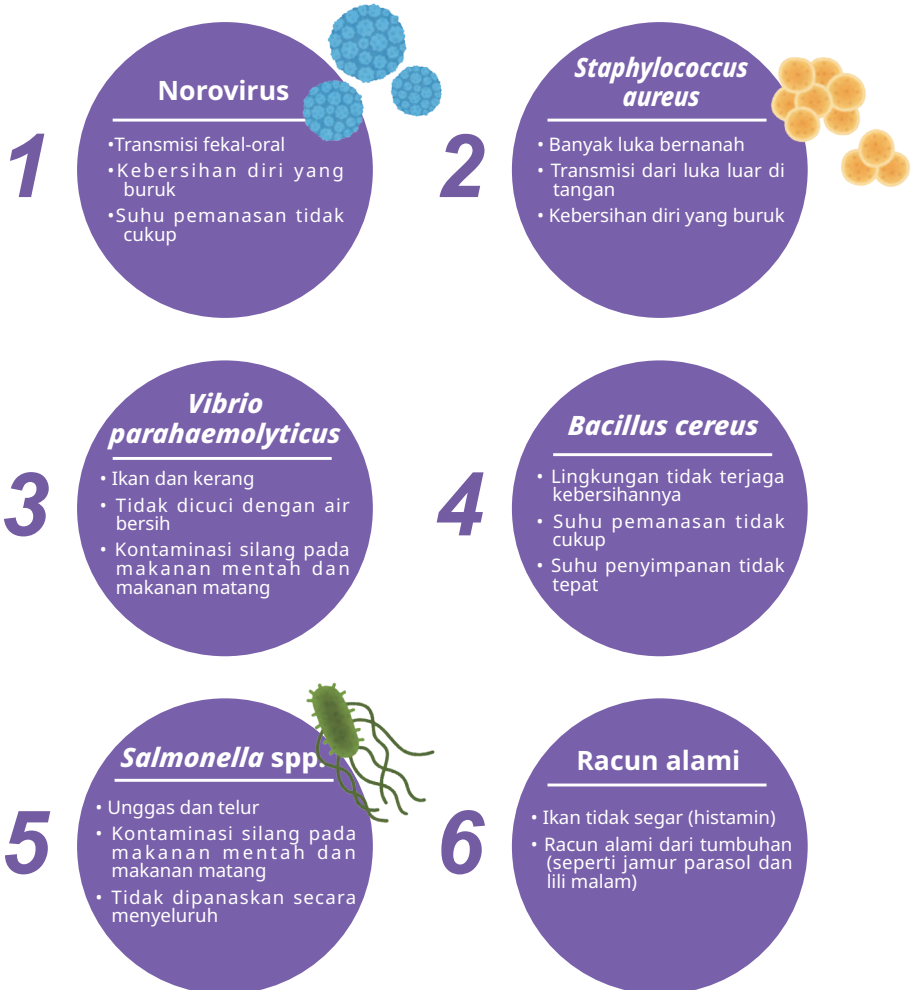 1
Norovirus
•Transmisi fekal-oral
•Kebersihan diri yang
buruk
•Suhu pemanasan tidak
cukup
2
Staphylococcus
aureus
• Banyak luka bernanah
• Transmisi dari luka luar di
tangan
• Kebersihan diri yang buruk
3
Vibrio
parahaemolyticus
• Ikan dan kerang
• Tidak dicuci dengan air
bersih
• Kontaminasi silang pada
makanan mentah dan
makanan matang
4
Bacillus cereus
• Lingkungan tidak terjaga
kebersihannya
• Suhu pemanasan tidak
cukup
• Suhu penyimpanan tidak
tepat
5
Salmonella spp.
• Unggas dan telur
• Kontaminasi silang pada
makanan mentah dan
makanan matang
• Tidak dipanaskan secara
menyeluruh
6
Racun alami
• Ikan tidak segar (histamin)
• Racun alami dari tumbuhan
(seperti jamur parasol dan
lili malam)